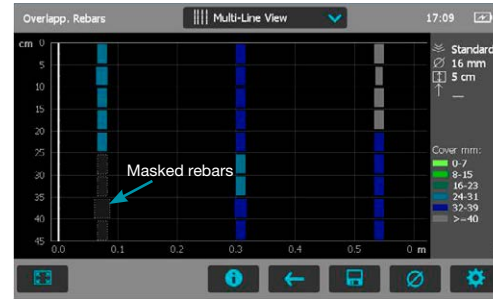 Overlapp. Rebars
Multi-Line View
17:09
cm 0
5
10
15
20
25
30
35
40
45
Masked rebars
0.0 0.1 0.2 0.3 0.4 0.5 0 m
Standard
Ø 16 mm
5 cm
Cover mm:
0-7
8-15
16-23
24-31
32-39
>=40